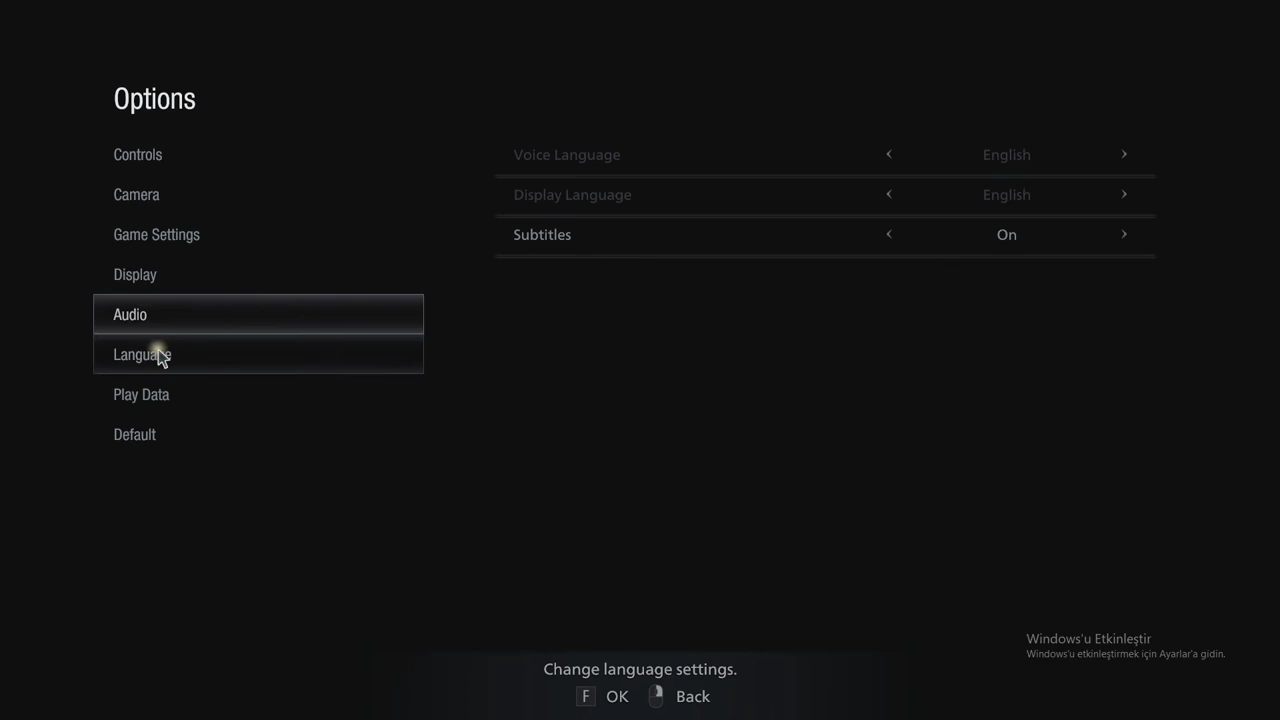 Options
Controls
Camera
Game Settings
Display
Audio
Language
Play Data
Default
Voice Language English
Display Language English
Subtitles On
Windows'u Etkinleştir
Windows'u etkinleştirmek için Ayarlar'a gidin.
Change language settings.
F OK Back